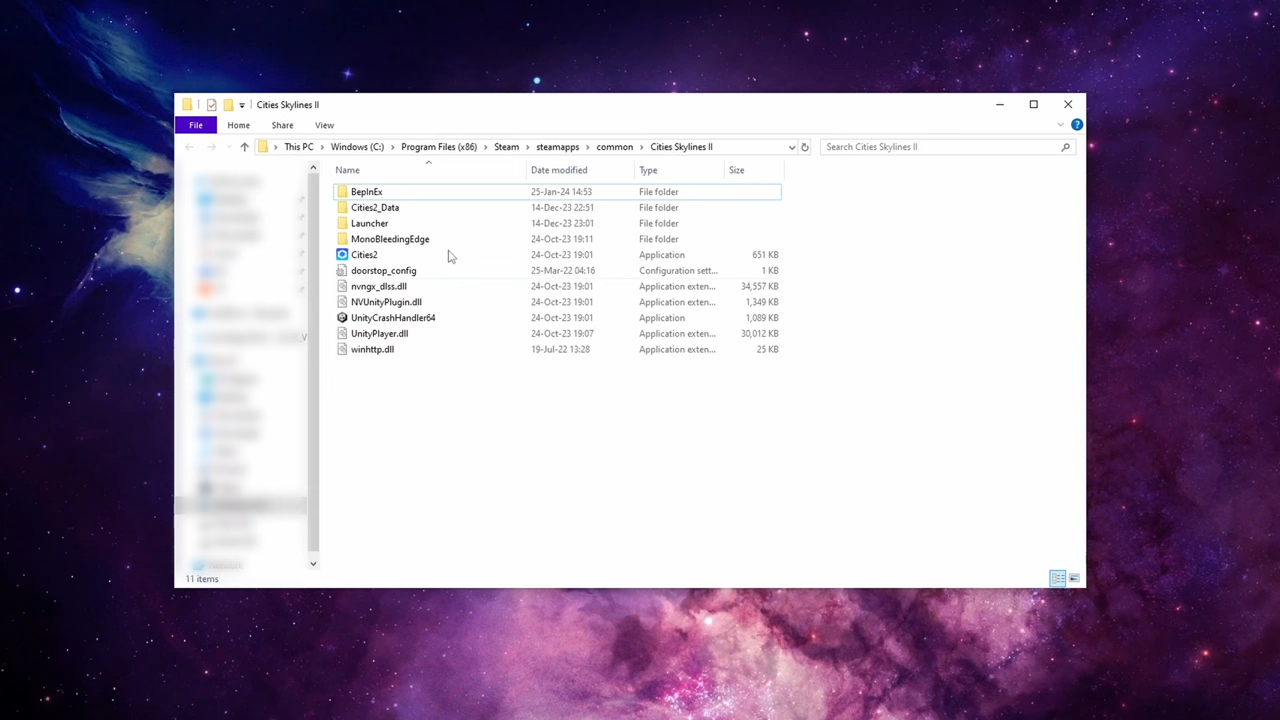 Cities Skylines II
File Home Share View
This PC > Windows (C:) > Program Files (x86) > Steam > steamapps > common > Cities Skylines II Search Cities Skylines II
Name Date modified Type Size
BepInEx 25-Jan-24 14:53 File folder
Cities2_Data 14-Dec-23 22:51 File folder
Launcher 14-Dec-23 23:01 File folder
MonoBleedingEdge 24-Oct-23 19:11 File folder
Cities2 24-Oct-23 19:01 Application 651 KB
doorstop_config 25-Mar-22 04:16 Configuration sett... 1 KB
nvngx_dlss.dll 24-Oct-23 19:01 Application exten... 34,557 KB
NVUnityPlugin.dll 24-Oct-23 19:01 Application exten... 1,349 KB
UnityCrashHandler64 24-Oct-23 19:01 Application 1,089 KB
UnityPlayer.dll 24-Oct-23 19:07 Application exten... 30,012 KB
winhttp.dll 19-Jul-22 13:28 Application exten... 25 KB
11 items